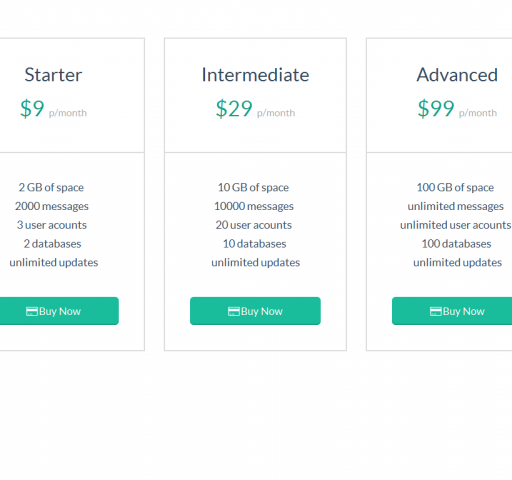 Starter
$9 p/month
2 GB of space
2000 messages
3 user acounts
2 databases
unlimited updates
Buy Now
Intermediate
$29 p/month
10 GB of space
10000 messages
20 user acounts
10 databases
unlimited updates
Buy Now
Advanced
$99 p/month
100 GB of space
unlimited messages
unlimited user acounts
100 databases
unlimited updates
Buy Now